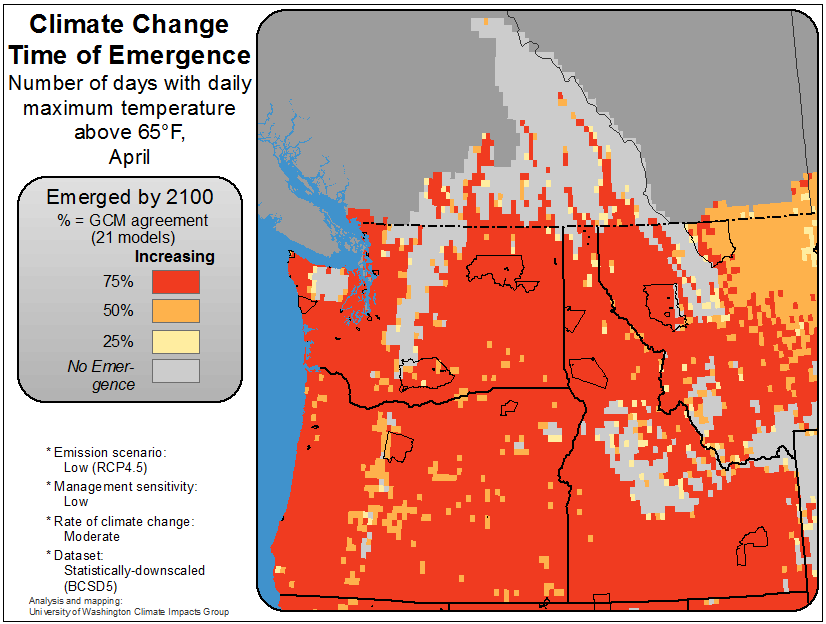 Climate Change
Time of Emergence
Number of days with daily
maximum temperature
above 65°F,
April
Emerged by 2100
% = GCM agreement
(21 models)
Increasing
75%
50%
25%
No Emer-
gence
* Emission scenario:
Low (RCP4.5)
* Management sensitivity:
Low
* Rate of climate change:
Moderate
* Dataset:
Statistically-downscaled
(BCSD5)
Analysis and mapping:
University of Washington Climate Impacts Group